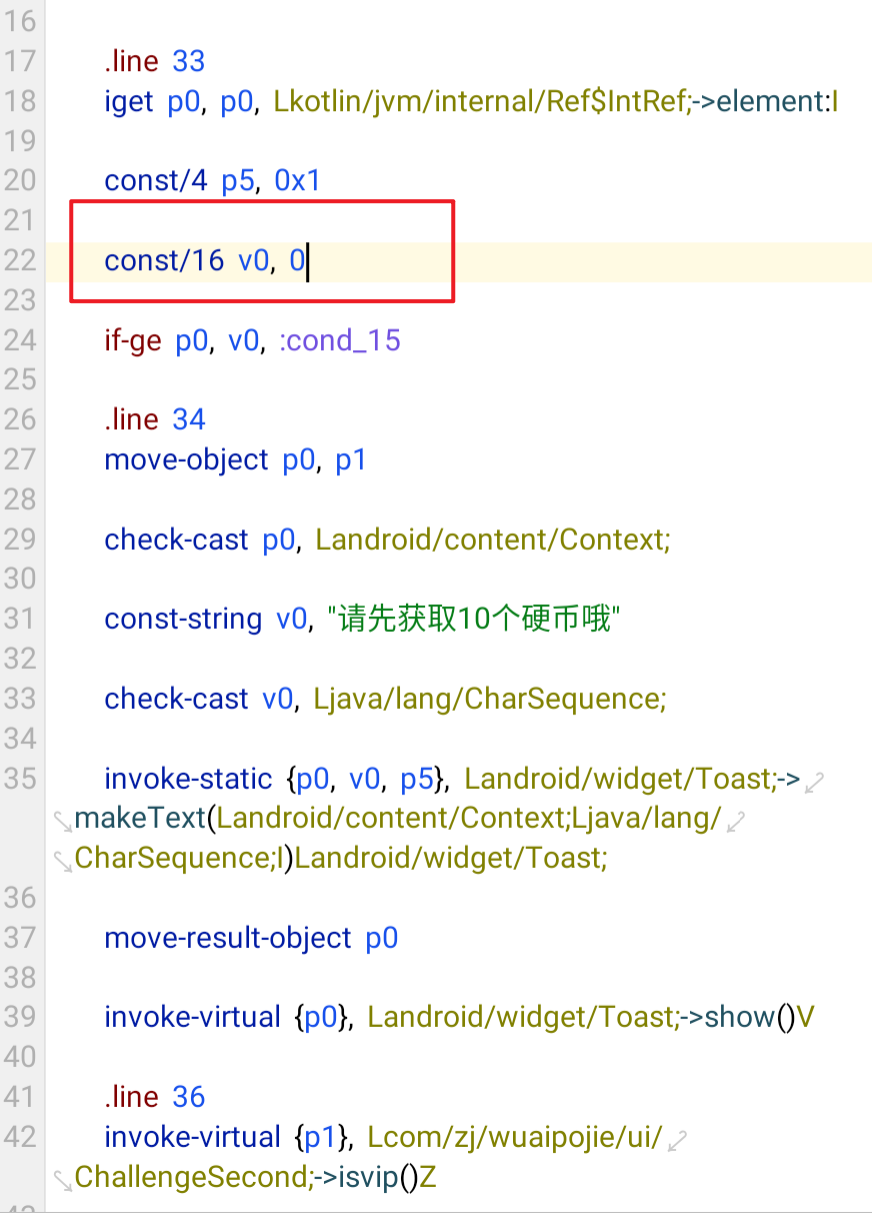 16
17 .line 33
18 iget p0, p0, Lkotlin/jvm/internal/Ref$IntRef;->element:I
19
20 const/4 p5, 0x1
21
22 const/16 v0, 0
23
24 if-ge p0, v0, :cond_15
25
26 .line 34
27 move-object p0, p1
28
29 check-cast p0, Landroid/content/Context;
30
31 const-string v0, "请先获取10个硬币哦"
32
33 check-cast v0, Ljava/lang/CharSequence;
34
35 invoke-static {p0, v0, p5}, Landroid/widget/Toast;->
makeText(Landroid/content/Context;Ljava/lang/
CharSequence;I)Landroid/widget/Toast;
36
37 move-result-object p0
38
39 invoke-virtual {p0}, Landroid/widget/Toast;->show()V
40
41 .line 36
42 invoke-virtual {p1}, Lcom/zj/wuaipojie/ui/
ChallengeSecond;->isvip()Z